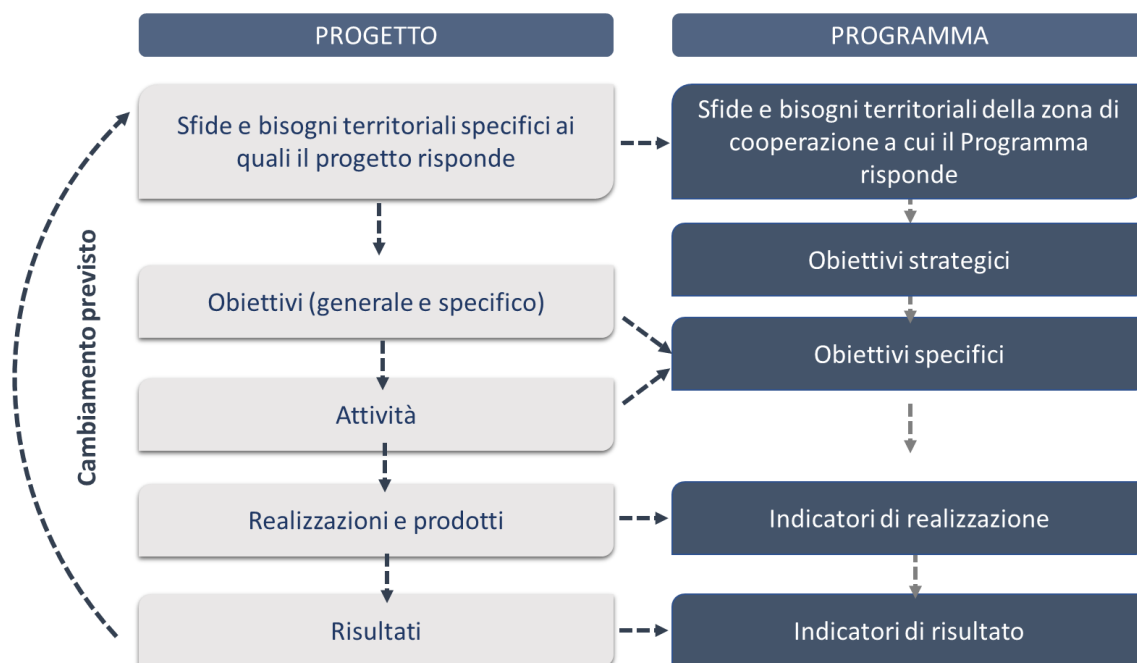 PROGETTO
PROGRAMMA
Sfide e bisogni territoriali specifici ai
quali il progetto risponde
Sfide e bisogni territoriali della zona di
cooperazione a cui il Programma
risponde
Cambiamento previsto
Obiettivi strategici
Obiettivi (generale e specifico)
Obiettivi specifici
Attività
Realizzazioni e prodotti
Indicatori di realizzazione
Risultati
Indicatori di risultato